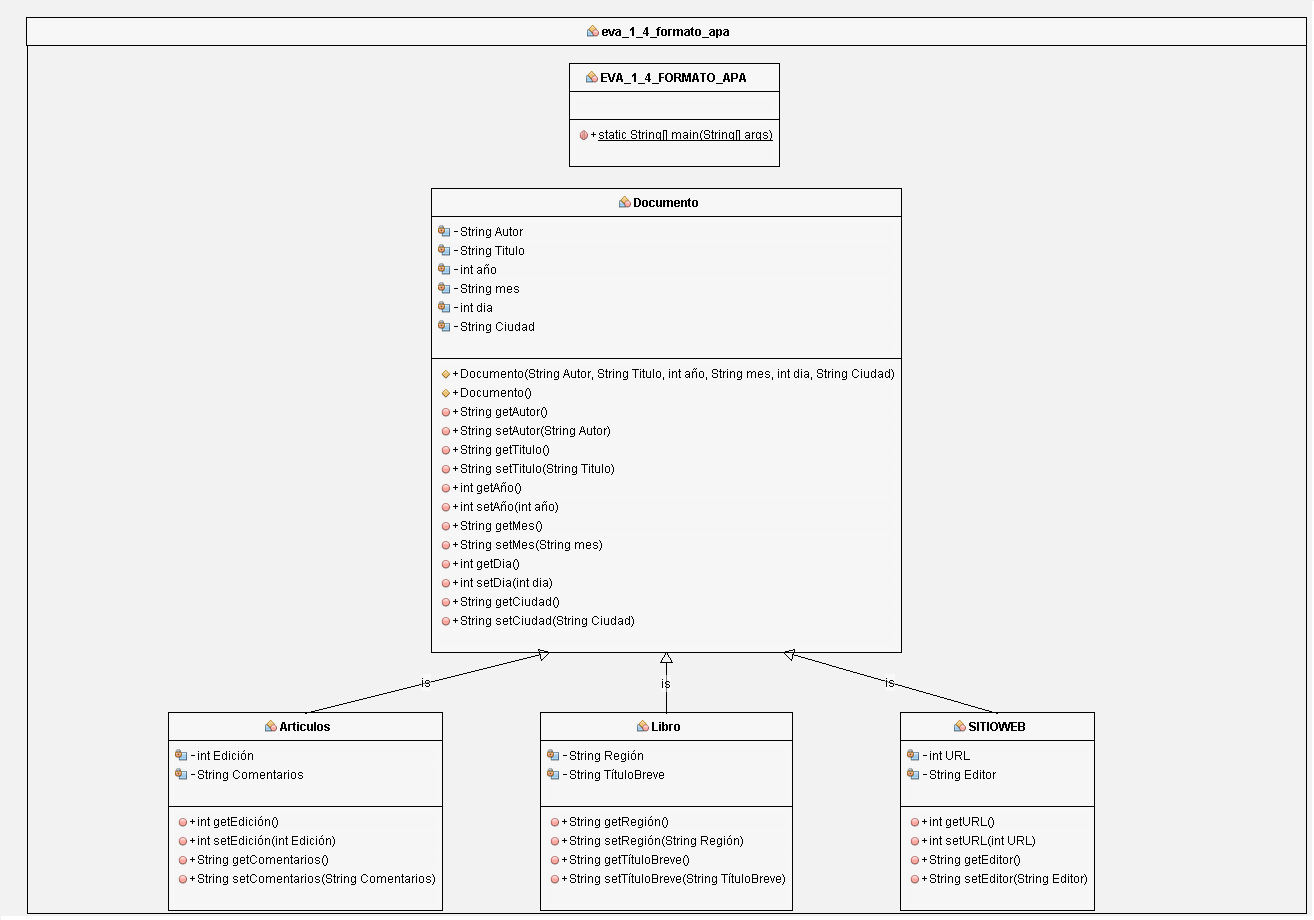 eva_1_4_formato_apa
EVA_1_4_FORMATO_APA
+static String[] main(String[] args)
Documento
-String Autor
-String Titulo
-int año
-String mes
-int dia
-String Ciudad
+Documento(String Autor, String Titulo, int año, String mes, int dia, String Ciudad)
+Documento()
+String getAutor()
+String setAutor(String Autor)
+String getTitulo()
+String setTitulo(String Titulo)
+int getAño()
+int setAño(int año)
+String getMes()
+String setMes(String mes)
+int getDia()
+int setDia(int dia)
+String getCiudad()
+String setCiudad(String Ciudad)
is
is
is
Articulos
-int Edición
-String Comentarios
+int getEdición()
+int setEdición(int Edición)
+String getComentarios()
+String setComentarios(String Comentarios)
Libro
-String Región
-String TítuloBreve
+String getRegión()
+String setRegión(String Región)
+String getTítuloBreve()
+String setTítuloBreve(String TítuloBreve)
SITIOWEB
-int URL
-String Editor
+int getURL()
+int setURL(int URL)
+String getEditor()
+String setEditor(String Editor)